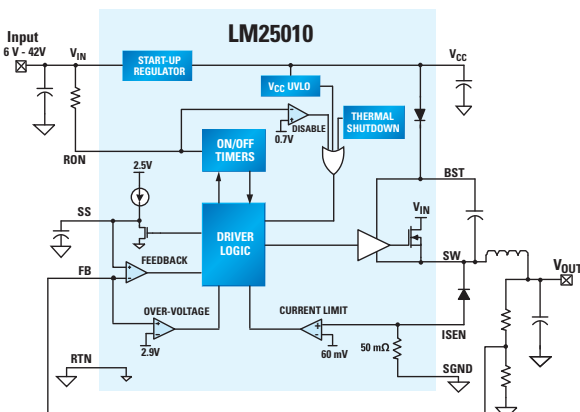 LM25010
Input
6 V - 42V
VIN
START-UP
REGULATOR
VCC
VCC UVLO
THERMAL
SHUTDOWN
DISABLE
0.7V
RON
ON/OFF
TIMERS
2.5V
BST
SS
VIN
DRIVER
LOGIC
FEEDBACK
SW
VOUT
FB
OVER-VOLTAGE
CURRENT LIMIT
ISEN
2.9V
60 mV
50 mΩ
RTN
SGND